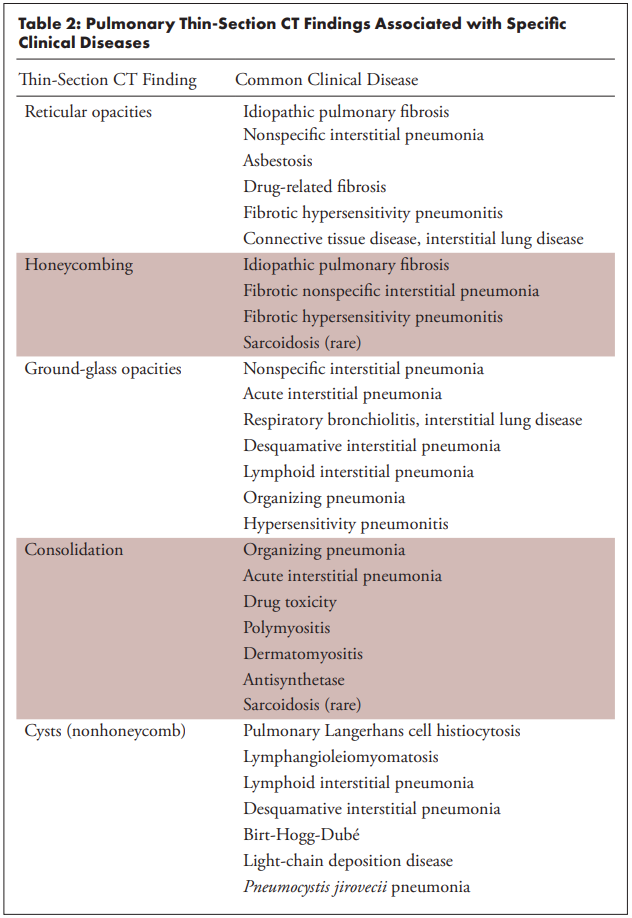 Table 2: Pulmonary Thin-Section CT Findings Associated with Specific
Clinical Diseases
Thin-Section CT Finding Common Clinical Disease
Reticular opacities Idiopathic pulmonary fibrosis
Nonspecific interstitial pneumonia
Asbestosis
Drug-related fibrosis
Fibrotic hypersensitivity pneumonitis
Connective tissue disease, interstitial lung disease
Honeycombing Idiopathic pulmonary fibrosis
Fibrotic nonspecific interstitial pneumonia
Fibrotic hypersensitivity pneumonitis
Sarcoidosis (rare)
Ground-glass opacities Nonspecific interstitial pneumonia
Acute interstitial pneumonia
Respiratory bronchiolitis, interstitial lung disease
Desquamative interstitial pneumonia
Lymphoid interstitial pneumonia
Organizing pneumonia
Hypersensitivity pneumonitis
Consolidation Organizing pneumonia
Acute interstitial pneumonia
Drug toxicity
Polymyositis
Dermatomyositis
Antisynthetase
Sarcoidosis (rare)
Cysts (nonhoneycomb) Pulmonary Langerhans cell histiocytosis
Lymphangioleiomyomatosis
Lymphoid interstitial pneumonia
Desquamative interstitial pneumonia
Birt-Hogg-Dubé
Light-chain deposition disease
Pneumocystis jirovecii pneumonia